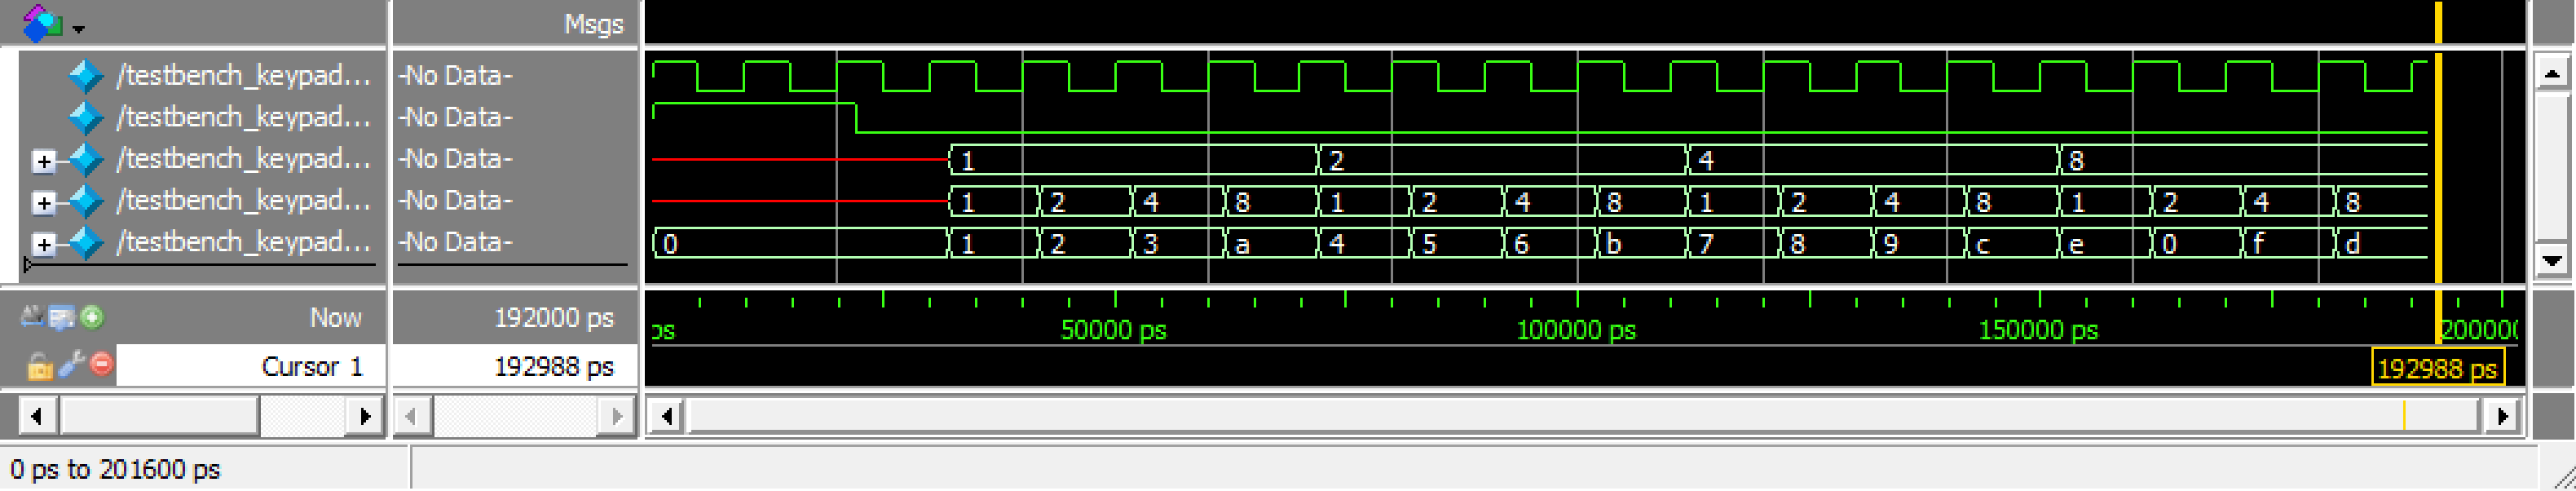 Msgs
/testbench_keypad... -No Data-
/testbench_keypad... -No Data-
/testbench_keypad... -No Data- 1 2 4 8
/testbench_keypad... -No Data- 1 2 4 8 1 2 4 8 1 2 4 8 1 2 4 8
/testbench_keypad... -No Data- 0 1 2 3 a 4 5 6 b 7 8 9 c e 0 f d
Now 192000 ps ps 50000 ps 100000 ps 150000 ps 20000
Cursor 1 192988 ps 192988 ps
0 ps to 201600 ps